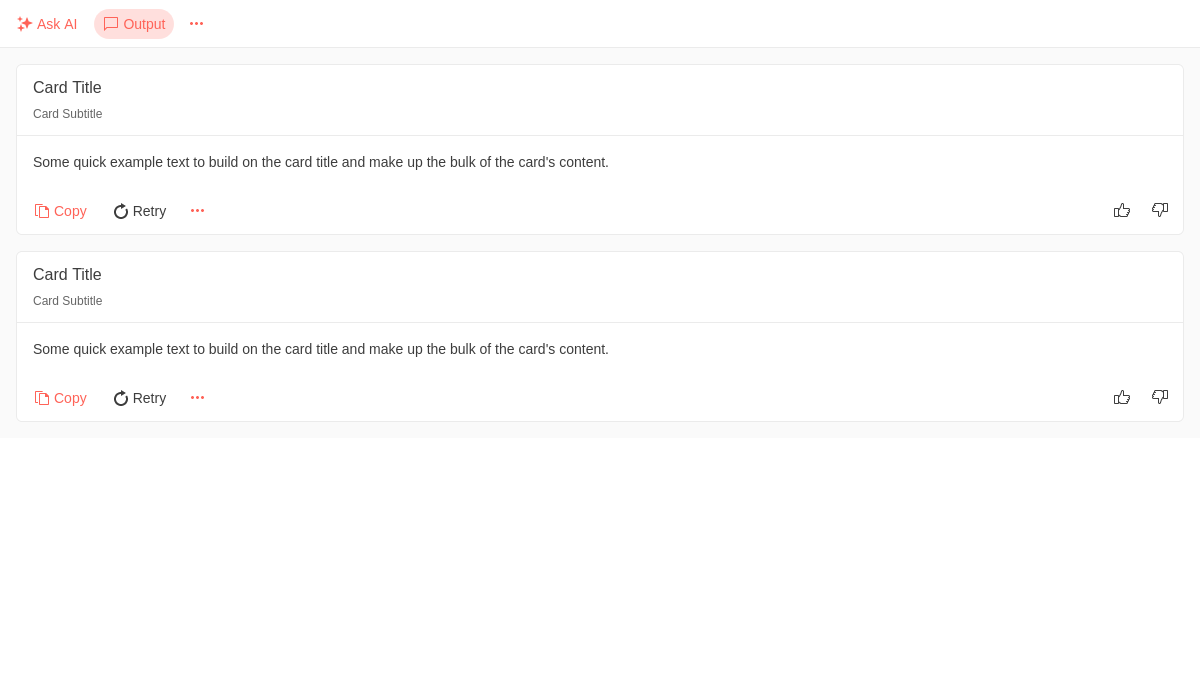 Ask AI Output
Card Title
Card Subtitle
Some quick example text to build on the card title and make up the bulk of the card's content.
Copy Retry
Card Title
Card Subtitle
Some quick example text to build on the card title and make up the bulk of the card's content.
Copy Retry